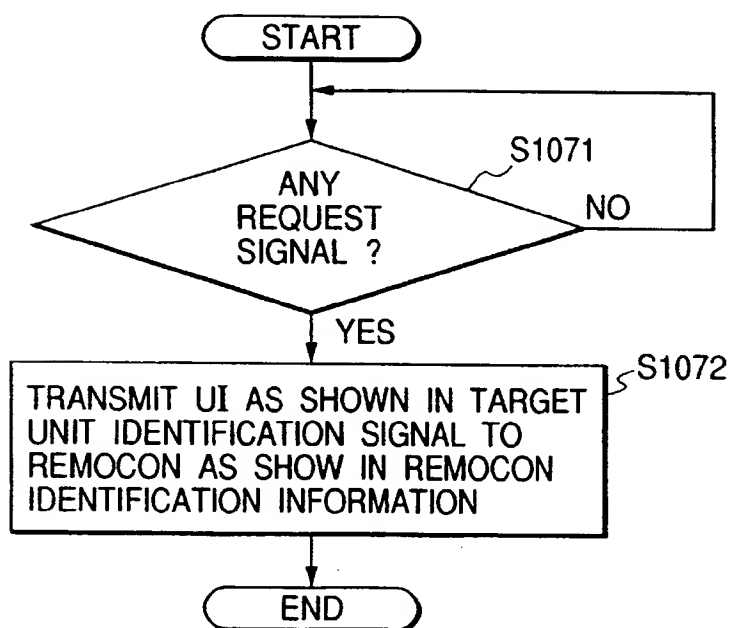 START
S1071
ANY
REQUEST
SIGNAL ?
NO
YES
S1072
TRANSMIT UI AS SHOWN IN TARGET
UNIT IDENTIFICATION SIGNAL TO
REMOCON AS SHOW IN REMOCON
IDENTIFICATION INFORMATION
END